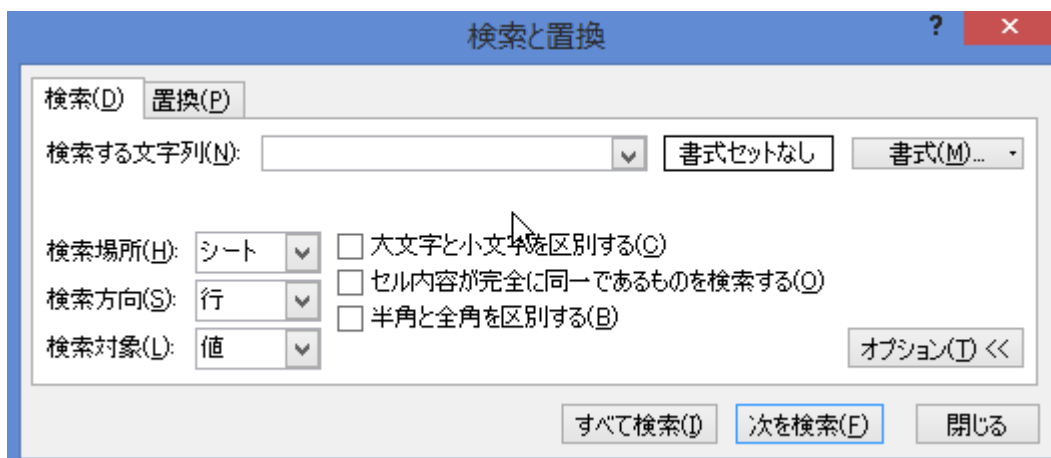 検索と置換
?
×
検索(D) 置換(P)
検索する文字列(N): 書式セットなし 書式(M)...
検索場所(H): シート 大文字と小文字を区別する(C)
セル内容が完全に同一であるものを検索する(O)
検索方向(S): 行
半角と全角を区別する(B)
検索対象(L): 値 オプション(T) <<
すべて検索(I) 次を検索(F) 閉じる